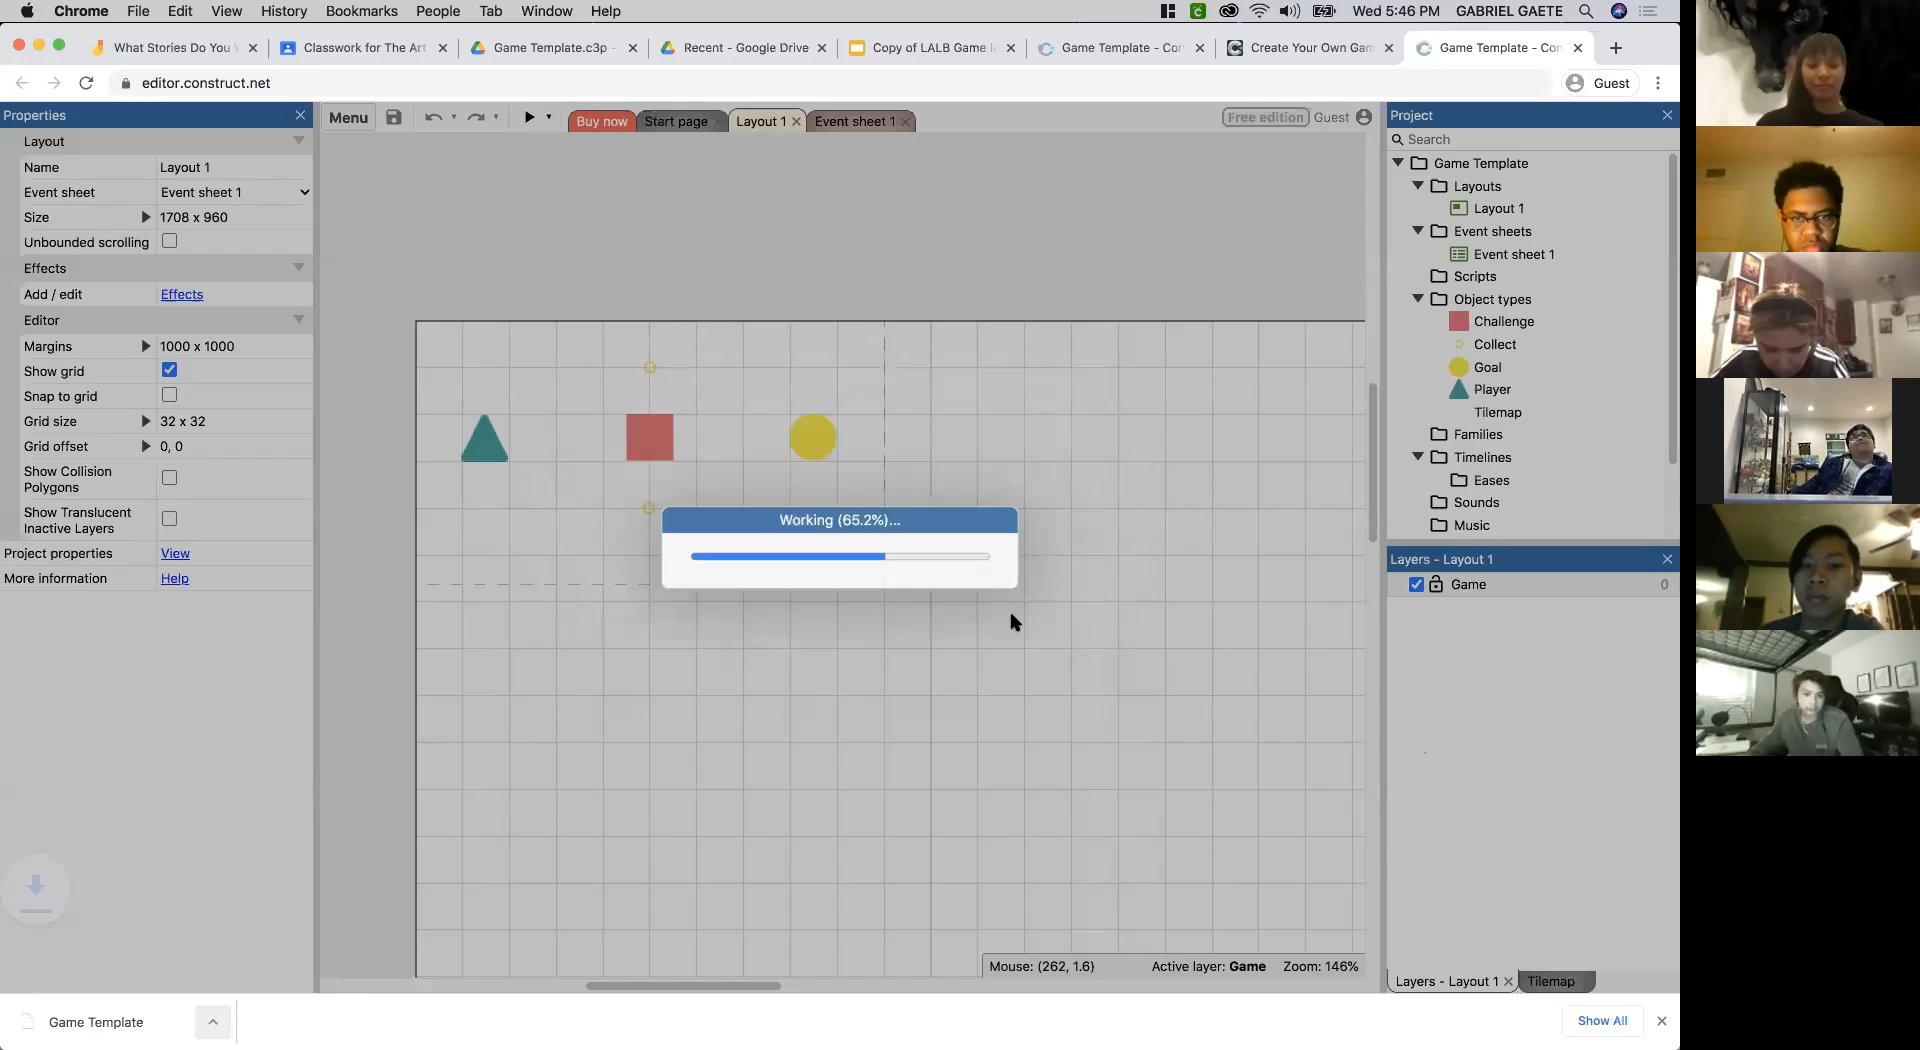 Chrome File Edit View History Bookmarks People Tab Window Help Wed 5:46 PM GABRIEL GAETE
What Stories Do You Classwork for The Art Game Template.c3p - Recent - Google Drive Copy of LALB Game Game Template - Con Create Your Own Gam Game Template - Con
editor.construct.net Guest
Properties
Layout
Name Layout 1
Event sheet Event sheet 1
Size 1708 x 960
Unbounded scrolling
Effects
Add / edit Effects
Editor
Margins 1000 x 1000
Show grid
Snap to grid
Grid size 32 x 32
Grid offset 0, 0
Show Collision
Polygons
Show Translucent
Inactive Layers
Project properties View
More information Help
Menu Buy now Start page Layout 1 Event sheet 1 Free edition Guest
Working (65.2%)...
Mouse: (262, 1.6) Active layer: Game Zoom: 146%
Project
Search
Game Template
Layouts
Layout 1
Event sheets
Event sheet 1
Scripts
Object types
Challenge
Collect
Goal
Player
Tilemap
Families
Timelines
Eases
Sounds
Music
Layers - Layout 1
Game 0
Layers - Layout 1 Tilemap
Game Template Show All